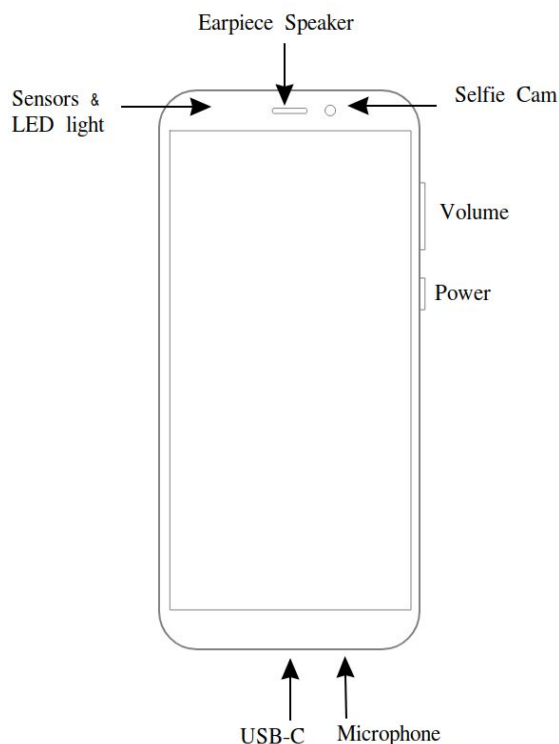 Earpiece Speaker
Sensors &
LED light
Selfie Cam
Volume
Power
USB-C
Microphone